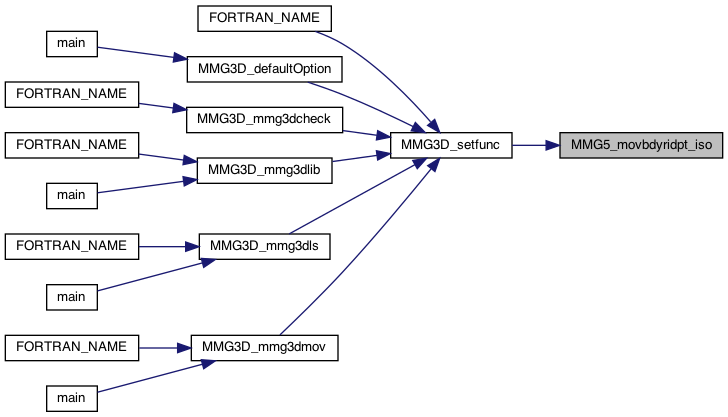 FORTRAN_NAME
main
MMG3D_defaultOption
FORTRAN_NAME
MMG3D_mmg3dcheck
MMG3D_setfunc
MMG5_movbdyridpt_iso
FORTRAN_NAME
MMG3D_mmg3dlib
main
FORTRAN_NAME
MMG3D_mmg3dls
main
FORTRAN_NAME
MMG3D_mmg3dmov
main